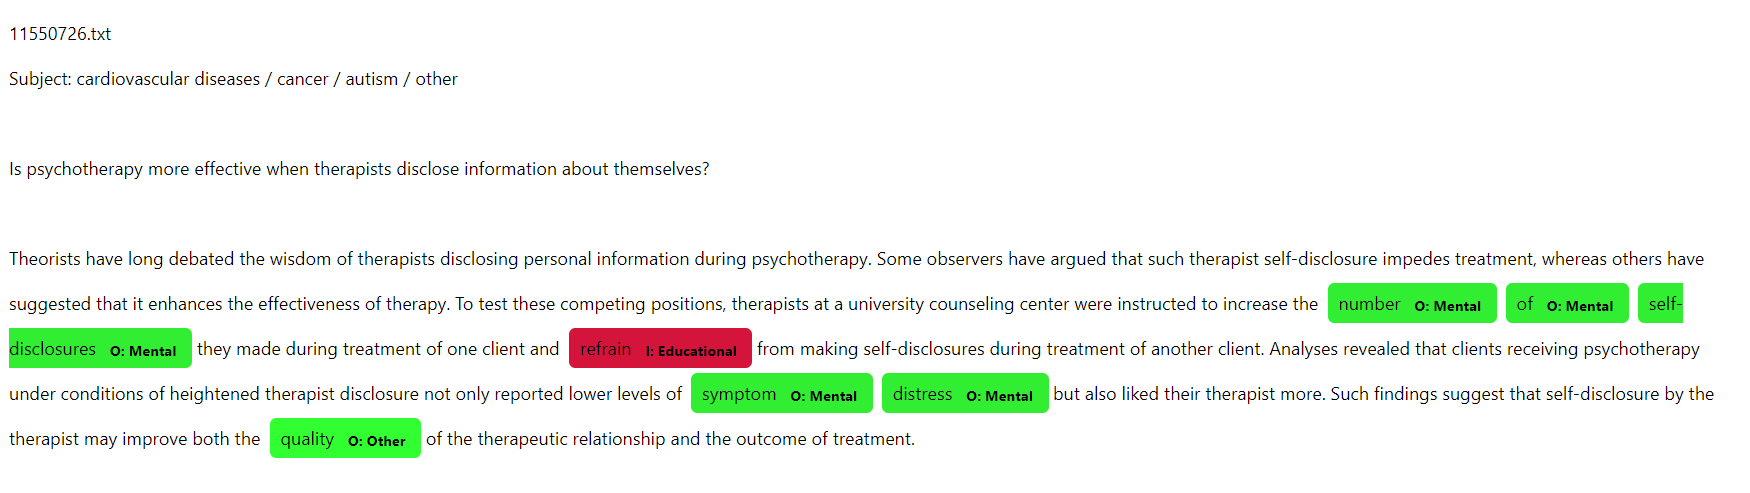 11550726.txt
Subject: cardiovascular diseases / cancer / autism / other
Is psychotherapy more effective when therapists disclose information about themselves?
Theorists have long debated the wisdom of therapists disclosing personal information during psychotherapy. Some observers have argued that such therapist self-disclosure impedes treatment, whereas others have
suggested that it enhances the effectiveness of therapy. To test these competing positions, therapists at a university counseling center were instructed to increase the number O: Mental of O: Mental self-
disclosures O: Mental they made during treatment of one client and refrain I: Educational from making self-disclosures during treatment of another client. Analyses revealed that clients receiving psychotherapy
under conditions of heightened therapist disclosure not only reported lower levels of symptom O: Mental distress O: Mental but also liked their therapist more. Such findings suggest that self-disclosure by the
therapist may improve both the quality O: Other of the therapeutic relationship and the outcome of treatment.